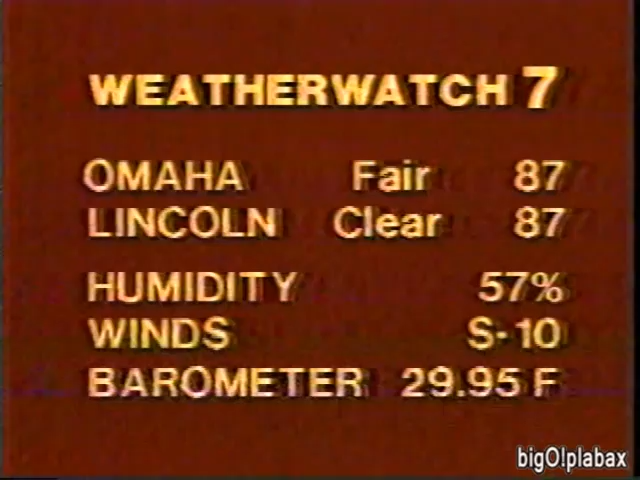 WEATHERWATCH 7
OMAHA Fair 87
LINCOLN Clear 87
HUMIDITY 57%
WINDS S-10
BAROMETER 29.95 F
bigO!plabax